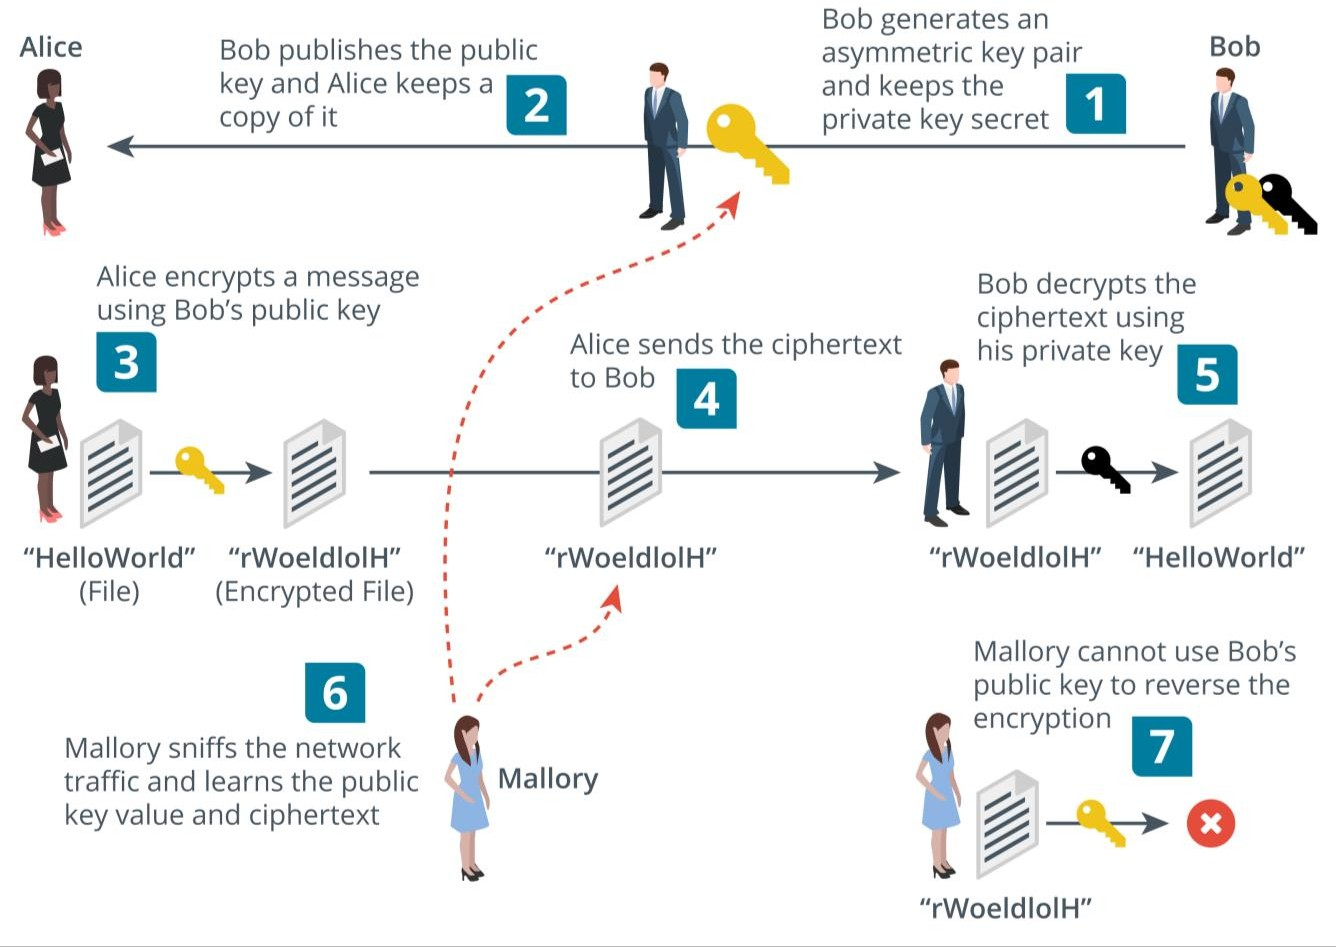 Alice
Bob publishes the public
key and Alice keeps a
copy of it
2
Bob generates an
asymmetric key pair
and keeps the
private key secret
1
Bob
Alice encrypts a message
using Bob’s public key
3
Alice sends the ciphertext
to Bob
4
Bob decrypts the
ciphertext using
his private key
5
“HelloWorld”
(File)
“rWoeldlolH”
(Encrypted File)
“rWoeldlolH”
“rWoeldlolH”
“HelloWorld”
6
Mallory sniffs the network
traffic and learns the public
key value and ciphertext
Mallory
Mallory cannot use Bob’s
public key to reverse the
encryption
7
“rWoeldlolH”